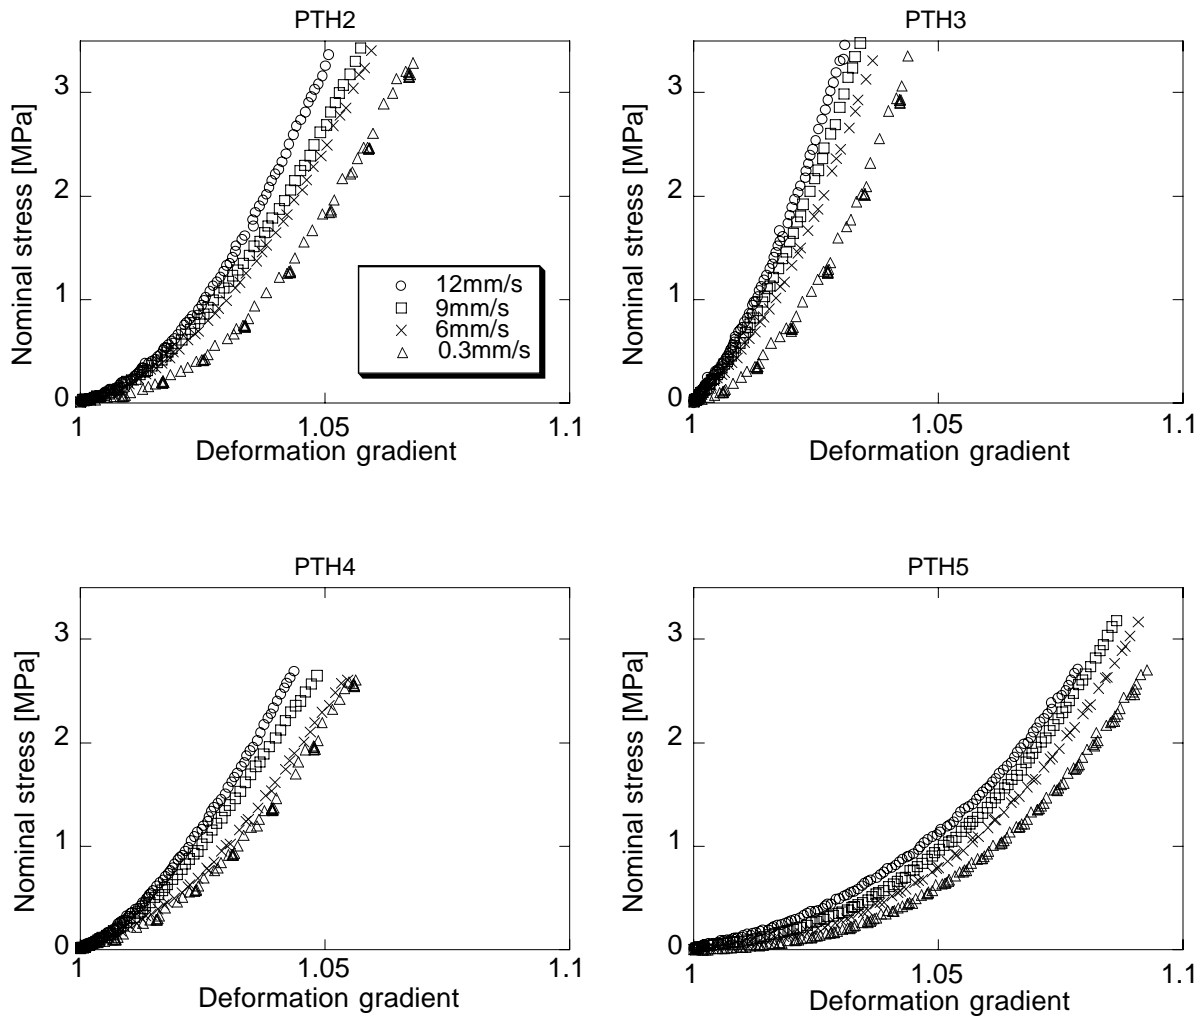 PTH2
3
2
1
0
Nominal stress [MPa]
12mm/s
9mm/s
6mm/s
0.3mm/s
1
1.05
1.1
Deformation gradient
PTH3
3
2
1
0
Nominal stress [MPa]
1
1.05
1.1
Deformation gradient
PTH4
3
2
1
0
Nominal stress [MPa]
1
1.05
1.1
Deformation gradient
PTH5
3
2
1
0
Nominal stress [MPa]
1
1.05
1.1
Deformation gradient